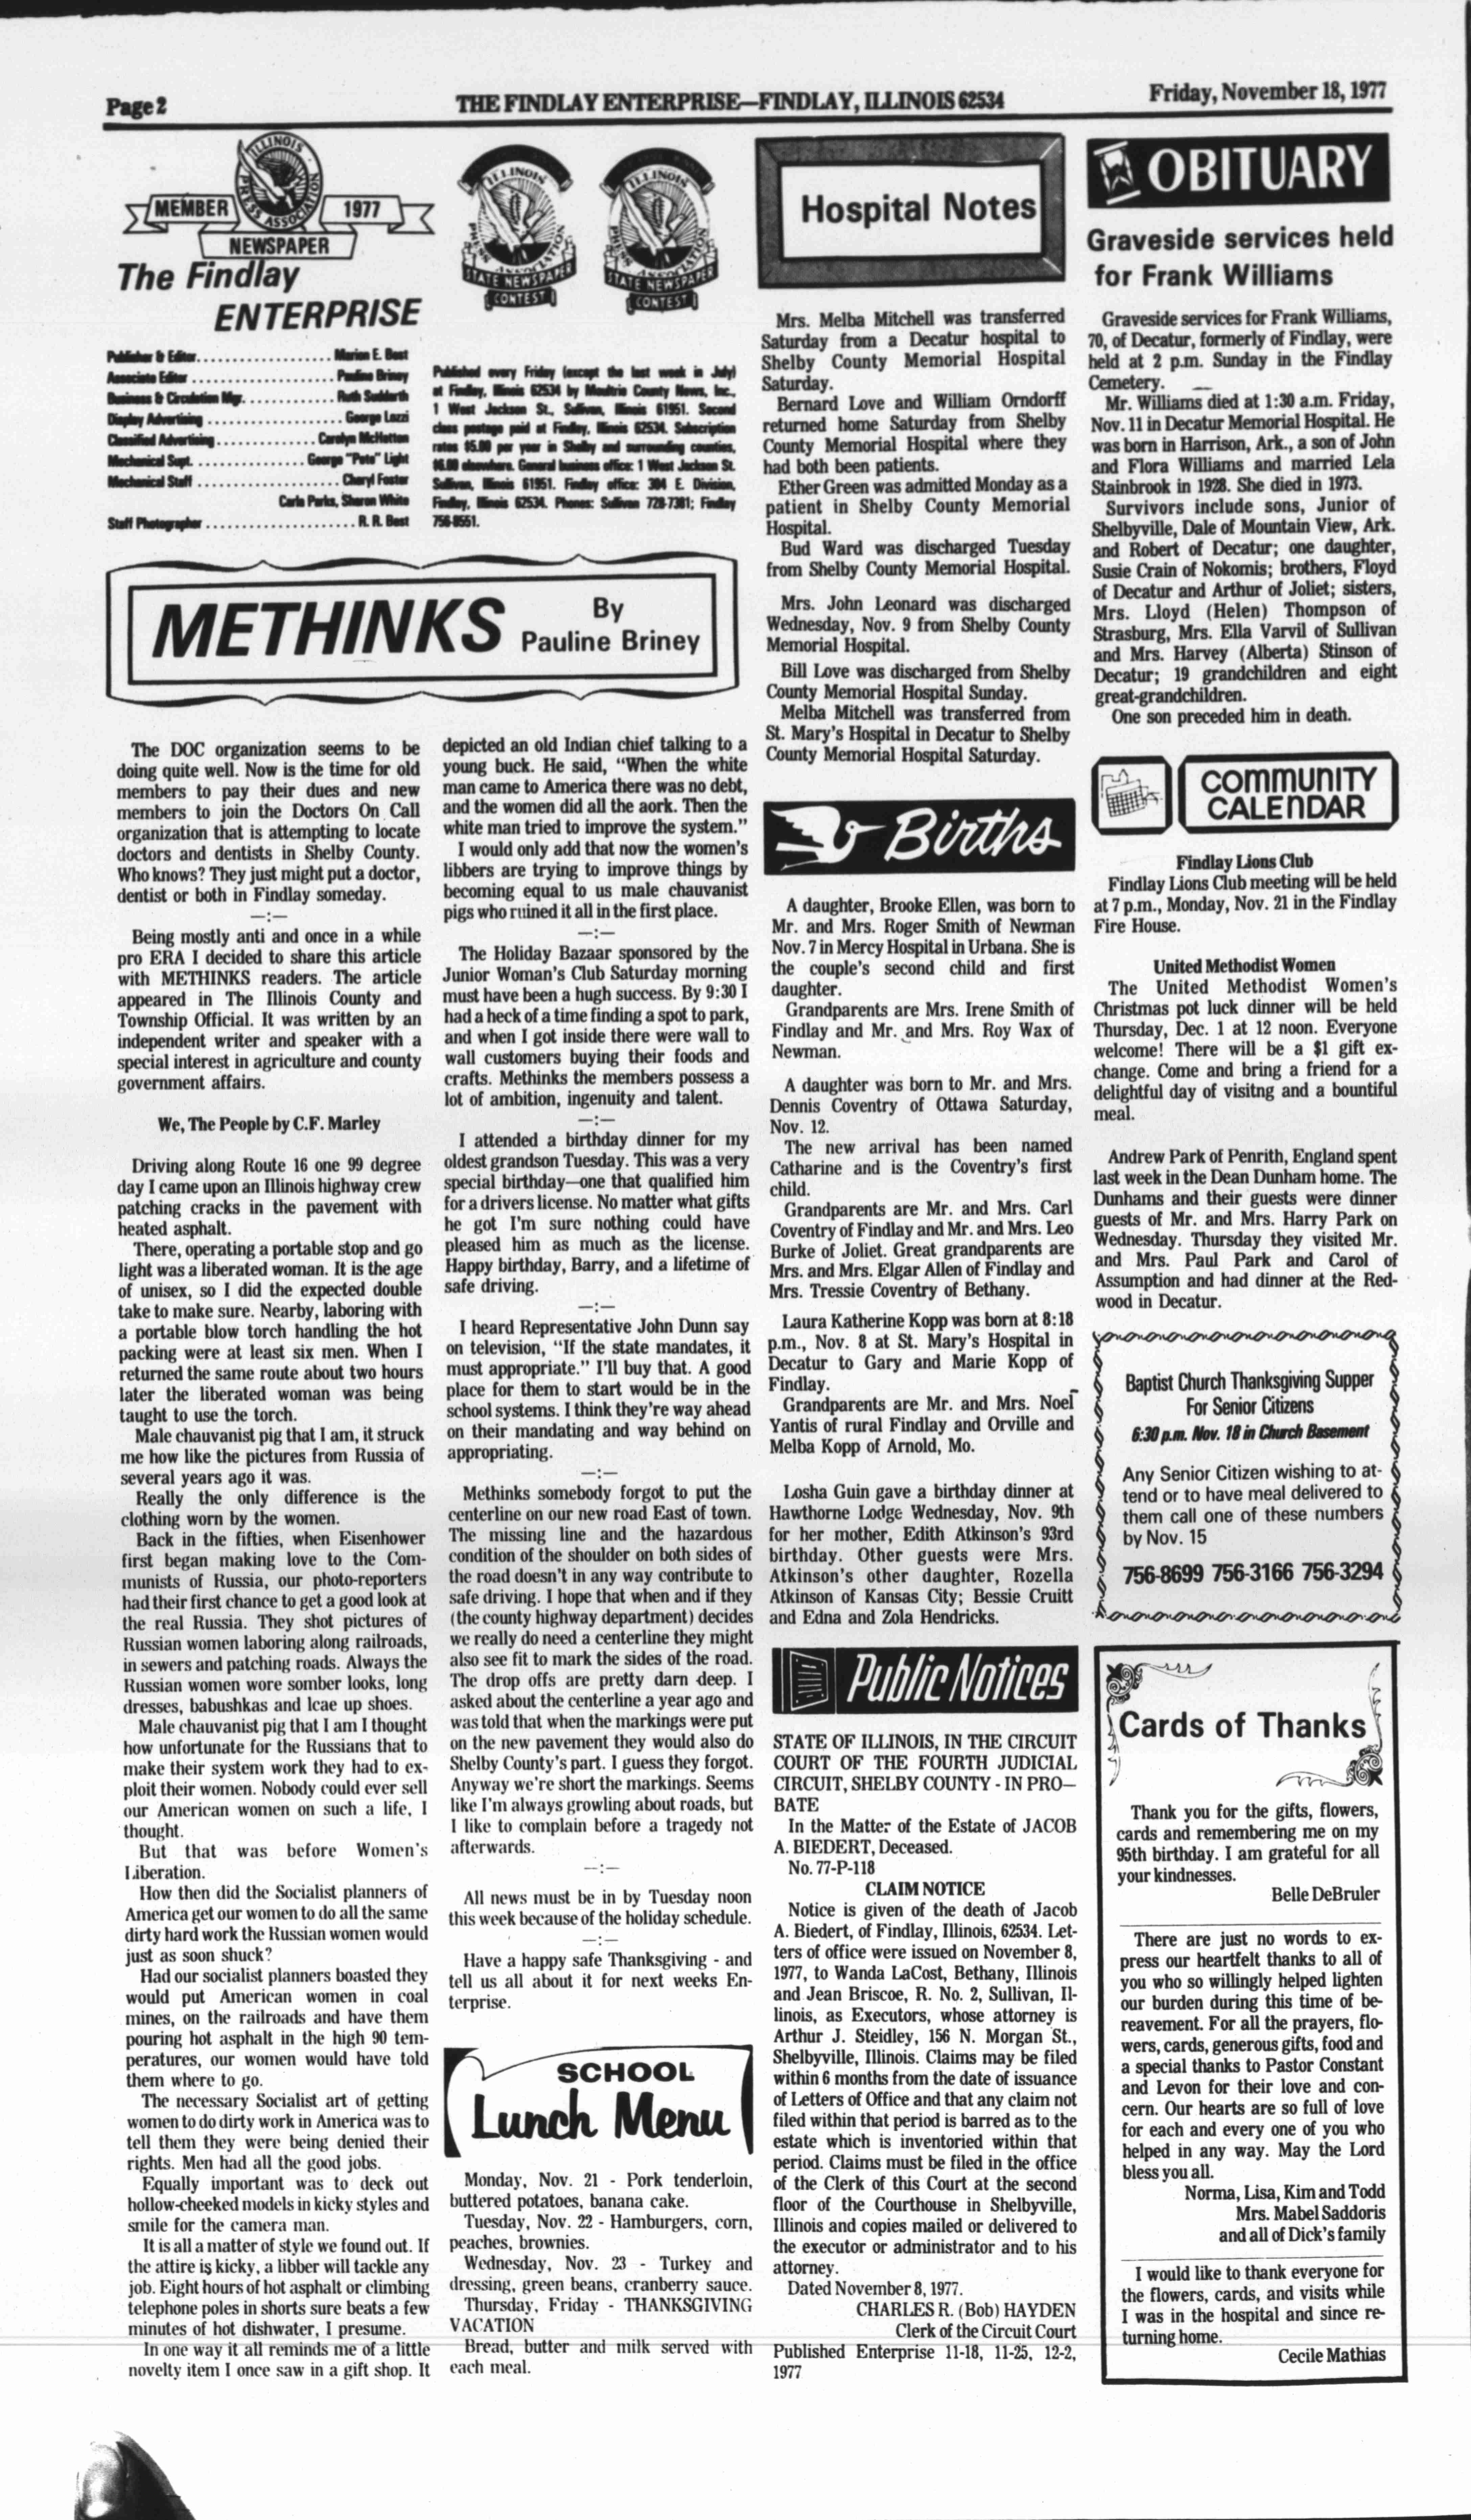 Page 2
THE FINDLAY ENTERPRISE—FINDLAY, ILLINOIS 62534
Friday, November 18, 1977
ILLINOIS
PRESS ASSOCIATION
MEMBER
1977
NEWSPAPER
The Findlay
ENTERPRISE
ILLINOIS
PRESS ASSOCIATION
STATE NEWSPAPER
CONTEST
ILLINOIS
PRESS ASSOCIATION
STATE NEWSPAPER
CONTEST
Publisher & Editor. . . . . . . . . . . . . . . . . . Marion E. Best
Associate Editor . . . . . . . . . . . . . . . . . . . Pauline Briney
Business & Circulation Mgr. . . . . . . . . . . . . Ruth Suddarth
Display Advertising . . . . . . . . . . . . . . . . . . George Lazzi
Classified Advertising . . . . . . . . . . . . . Carolyn McHatton
Mechanical Supt. . . . . . . . . . . . . . . George "Pete" Light
Mechanical Staff . . . . . . . . . . . . . . . . . . . Cheryl Foster
Carla Parks, Sharon White
Staff Photographer . . . . . . . . . . . . . . . . . . . . R. R. Best
Published every Friday (except the last week in July)
at Findlay, Illinois 62534 by Moultrie County News, Inc.,
1 West Jackson St., Sullivan, Illinois 61951. Second
class postage paid at Findlay, Illinois 62534. Subscription
rates $5.00 per year in Shelby and surrounding counties,
$6.00 elsewhere. General business office: 1 West Jackson St.
Sullivan, Illinois 61951. Findlay office: 304 E. Division,
Findlay, Illinois 62534. Phones: Sullivan 728-7381; Findlay
756-8551.
METHINKS
By
Pauline Briney
The DOC organization seems to be
doing quite well. Now is the time for old
members to pay their dues and new
members to join the Doctors On Call
organization that is attempting to locate
doctors and dentists in Shelby County.
Who knows? They just might put a doctor,
dentist or both in Findlay someday.
—:—
Being mostly anti and once in a while
pro ERA I decided to share this article
with METHINKS readers. The article
appeared in The Illinois County and
Township Official. It was written by an
independent writer and speaker with a
special interest in agriculture and county
government affairs.
We, The People by C.F. Marley
Driving along Route 16 one 99 degree
day I came upon an Illinois highway crew
patching cracks in the pavement with
heated asphalt.
There, operating a portable stop and go
light was a liberated woman. It is the age
of unisex, so I did the expected double
take to make sure. Nearby, laboring with
a portable blow torch handling the hot
packing were at least six men. When I
returned the same route about two hours
later the liberated woman was being
taught to use the torch.
Male chauvanist pig that I am, it struck
me how like the pictures from Russia of
several years ago it was.
Really the only difference is the
clothing worn by the women.
Back in the fifties, when Eisenhower
first began making love to the Com-
munists of Russia, our photo-reporters
had their first chance to get a good look at
the real Russia. They shot pictures of
Russian women laboring along railroads,
in sewers and patching roads. Always the
Russian women wore somber looks, long
dresses, babushkas and lcae up shoes.
Male chauvanist pig that I am I thought
how unfortunate for the Russians that to
make their system work they had to ex-
ploit their women. Nobody could ever sell
our American women on such a life, I
thought.
But that was before Women's
Liberation.
How then did the Socialist planners of
America get our women to do all the same
dirty hard work the Russian women would
just as soon shuck?
Had our socialist planners boasted they
would put American women in coal
mines, on the railroads and have them
pouring hot asphalt in the high 90 tem-
peratures, our women would have told
them where to go.
The necessary Socialist art of getting
women to do dirty work in America was to
tell them they were being denied their
rights. Men had all the good jobs.
Equally important was to deck out
hollow-cheeked models in kicky styles and
smile for the camera man.
It is all a matter of style we found out. If
the attire is kicky, a libber will tackle any
job. Eight hours of hot asphalt or climbing
telephone poles in shorts sure beats a few
minutes of hot dishwater, I presume.
In one way it all reminds me of a little
novelty item I once saw in a gift shop. It
depicted an old Indian chief talking to a
young buck. He said, "When the white
man came to America there was no debt,
and the women did all the aork. Then the
white man tried to improve the system."
I would only add that now the women's
libbers are trying to improve things by
becoming equal to us male chauvanist
pigs who ruined it all in the first place.
—:—
The Holiday Bazaar sponsored by the
Junior Woman's Club Saturday morning
must have been a hugh success. By 9:30 I
had a heck of a time finding a spot to park,
and when I got inside there were wall to
wall customers buying their foods and
crafts. Methinks the members possess a
lot of ambition, ingenuity and talent.
—:—
I attended a birthday dinner for my
oldest grandson Tuesday. This was a very
special birthday—one that qualified him
for a drivers license. No matter what gifts
he got I'm sure nothing could have
pleased him as much as the license.
Happy birthday, Barry, and a lifetime of
safe driving.
—:—
I heard Representative John Dunn say
on television, "If the state mandates, it
must appropriate." I'll buy that. A good
place for them to start would be in the
school systems. I think they're way ahead
on their mandating and way behind on
appropriating.
—:—
Methinks somebody forgot to put the
centerline on our new road East of town.
The missing line and the hazardous
condition of the shoulder on both sides of
the road doesn't in any way contribute to
safe driving. I hope that when and if they
(the county highway department) decides
we really do need a centerline they might
also see fit to mark the sides of the road.
The drop offs are pretty darn deep. I
asked about the centerline a year ago and
was told that when the markings were put
on the new pavement they would also do
Shelby County's part. I guess they forgot.
Anyway we're short the markings. Seems
like I'm always growling about roads, but
I like to complain before a tragedy not
afterwards.
—:—
All news must be in by Tuesday noon
this week because of the holiday schedule.
—:—
Have a happy safe Thanksgiving - and
tell us all about it for next weeks En-
terprise.
SCHOOL
Lunch Menu
Monday, Nov. 21 - Pork tenderloin,
buttered potatoes, banana cake.
Tuesday, Nov. 22 - Hamburgers, corn,
peaches, brownies.
Wednesday, Nov. 23 - Turkey and
dressing, green beans, cranberry sauce.
Thursday, Friday - THANKSGIVING
VACATION
Bread, butter and milk served with
each meal.
Hospital Notes
Mrs. Melba Mitchell was transferred
Saturday from a Decatur hospital to
Shelby County Memorial Hospital
Saturday.
Bernard Love and William Orndorff
returned home Saturday from Shelby
County Memorial Hospital where they
had both been patients.
Ether Green was admitted Monday as a
patient in Shelby County Memorial
Hospital.
Bud Ward was discharged Tuesday
from Shelby County Memorial Hospital.
Mrs. John Leonard was discharged
Wednesday, Nov. 9 from Shelby County
Memorial Hospital.
Bill Love was discharged from Shelby
County Memorial Hospital Sunday.
Melba Mitchell was transferred from
St. Mary's Hospital in Decatur to Shelby
County Memorial Hospital Saturday.
Births
A daughter, Brooke Ellen, was born to
Mr. and Mrs. Roger Smith of Newman
Nov. 7 in Mercy Hospital in Urbana. She is
the couple's second child and first
daughter.
Grandparents are Mrs. Irene Smith of
Findlay and Mr. and Mrs. Roy Wax of
Newman.
A daughter was born to Mr. and Mrs.
Dennis Coventry of Ottawa Saturday,
Nov. 12.
The new arrival has been named
Catharine and is the Coventry's first
child.
Grandparents are Mr. and Mrs. Carl
Coventry of Findlay and Mr. and Mrs. Leo
Burke of Joliet. Great grandparents are
Mrs. and Mrs. Elgar Allen of Findlay and
Mrs. Tressie Coventry of Bethany.
Laura Katherine Kopp was born at 8:18
p.m., Nov. 8 at St. Mary's Hospital in
Decatur to Gary and Marie Kopp of
Findlay.
Grandparents are Mr. and Mrs. Noel
Yantis of rural Findlay and Orville and
Melba Kopp of Arnold, Mo.
Losha Guin gave a birthday dinner at
Hawthorne Lodge Wednesday, Nov. 9th
for her mother, Edith Atkinson's 93rd
birthday. Other guests were Mrs.
Atkinson's other daughter, Rozella
Atkinson of Kansas City; Bessie Cruitt
and Edna and Zola Hendricks.
Public Notices
STATE OF ILLINOIS, IN THE CIRCUIT
COURT OF THE FOURTH JUDICIAL
CIRCUIT, SHELBY COUNTY - IN PRO—
BATE
In the Matter of the Estate of JACOB
A. BIEDERT, Deceased.
No. 77-P-118
CLAIM NOTICE
Notice is given of the death of Jacob
A. Biedert, of Findlay, Illinois, 62534. Let-
ters of office were issued on November 8,
1977, to Wanda LaCost, Bethany, Illinois
and Jean Briscoe, R. No. 2, Sullivan, Il-
linois, as Executors, whose attorney is
Arthur J. Steidley, 156 N. Morgan St.,
Shelbyville, Illinois. Claims may be filed
within 6 months from the date of issuance
of Letters of Office and that any claim not
filed within that period is barred as to the
estate which is inventoried within that
period. Claims must be filed in the office
of the Clerk of this Court at the second
floor of the Courthouse in Shelbyville,
Illinois and copies mailed or delivered to
the executor or administrator and to his
attorney.
Dated November 8, 1977.
CHARLES R. (Bob) HAYDEN
Clerk of the Circuit Court
Published Enterprise 11-18, 11-25, 12-2,
1977
OBITUARY
Graveside services held
for Frank Williams
Graveside services for Frank Williams,
70, of Decatur, formerly of Findlay, were
held at 2 p.m. Sunday in the Findlay
Cemetery.
Mr. Williams died at 1:30 a.m. Friday,
Nov. 11 in Decatur Memorial Hospital. He
was born in Harrison, Ark., a son of John
and Flora Williams and married Lela
Stainbrook in 1928. She died in 1973.
Survivors include sons, Junior of
Shelbyville, Dale of Mountain View, Ark.
and Robert of Decatur; one daughter,
Susie Crain of Nokomis; brothers, Floyd
of Decatur and Arthur of Joliet; sisters,
Mrs. Lloyd (Helen) Thompson of
Strasburg, Mrs. Ella Varvil of Sullivan
and Mrs. Harvey (Alberta) Stinson of
Decatur; 19 grandchildren and eight
great-grandchildren.
One son preceded him in death.
COMMUNITY
CALENDAR
Findlay Lions Club
Findlay Lions Club meeting will be held
at 7 p.m., Monday, Nov. 21 in the Findlay
Fire House.
United Methodist Women
The United Methodist Women's
Christmas pot luck dinner will be held
Thursday, Dec. 1 at 12 noon. Everyone
welcome! There will be a $1 gift ex-
change. Come and bring a friend for a
delightful day of visitng and a bountiful
meal.
Andrew Park of Penrith, England spent
last week in the Dean Dunham home. The
Dunhams and their guests were dinner
guests of Mr. and Mrs. Harry Park on
Wednesday. Thursday they visited Mr.
and Mrs. Paul Park and Carol of
Assumption and had dinner at the Red-
wood in Decatur.
Baptist Church Thanksgiving Supper
For Senior Citizens
6:30 p.m. Nov. 18 in Church Basement
Any Senior Citizen wishing to at-
tend or to have meal delivered to
them call one of these numbers
by Nov. 15
756-8699 756-3166 756-3294
Cards of Thanks
Thank you for the gifts, flowers,
cards and remembering me on my
95th birthday. I am grateful for all
your kindnesses.
Belle DeBruler
There are just no words to ex-
press our heartfelt thanks to all of
you who so willingly helped lighten
our burden during this time of be-
reavement. For all the prayers, flo-
wers, cards, generous gifts, food and
a special thanks to Pastor Constant
and Levon for their love and con-
cern. Our hearts are so full of love
for each and every one of you who
helped in any way. May the Lord
bless you all.
Norma, Lisa, Kim and Todd
Mrs. Mabel Saddoris
and all of Dick's family
I would like to thank everyone for
the flowers, cards, and visits while
I was in the hospital and since re-
turning home.
Cecile Mathias